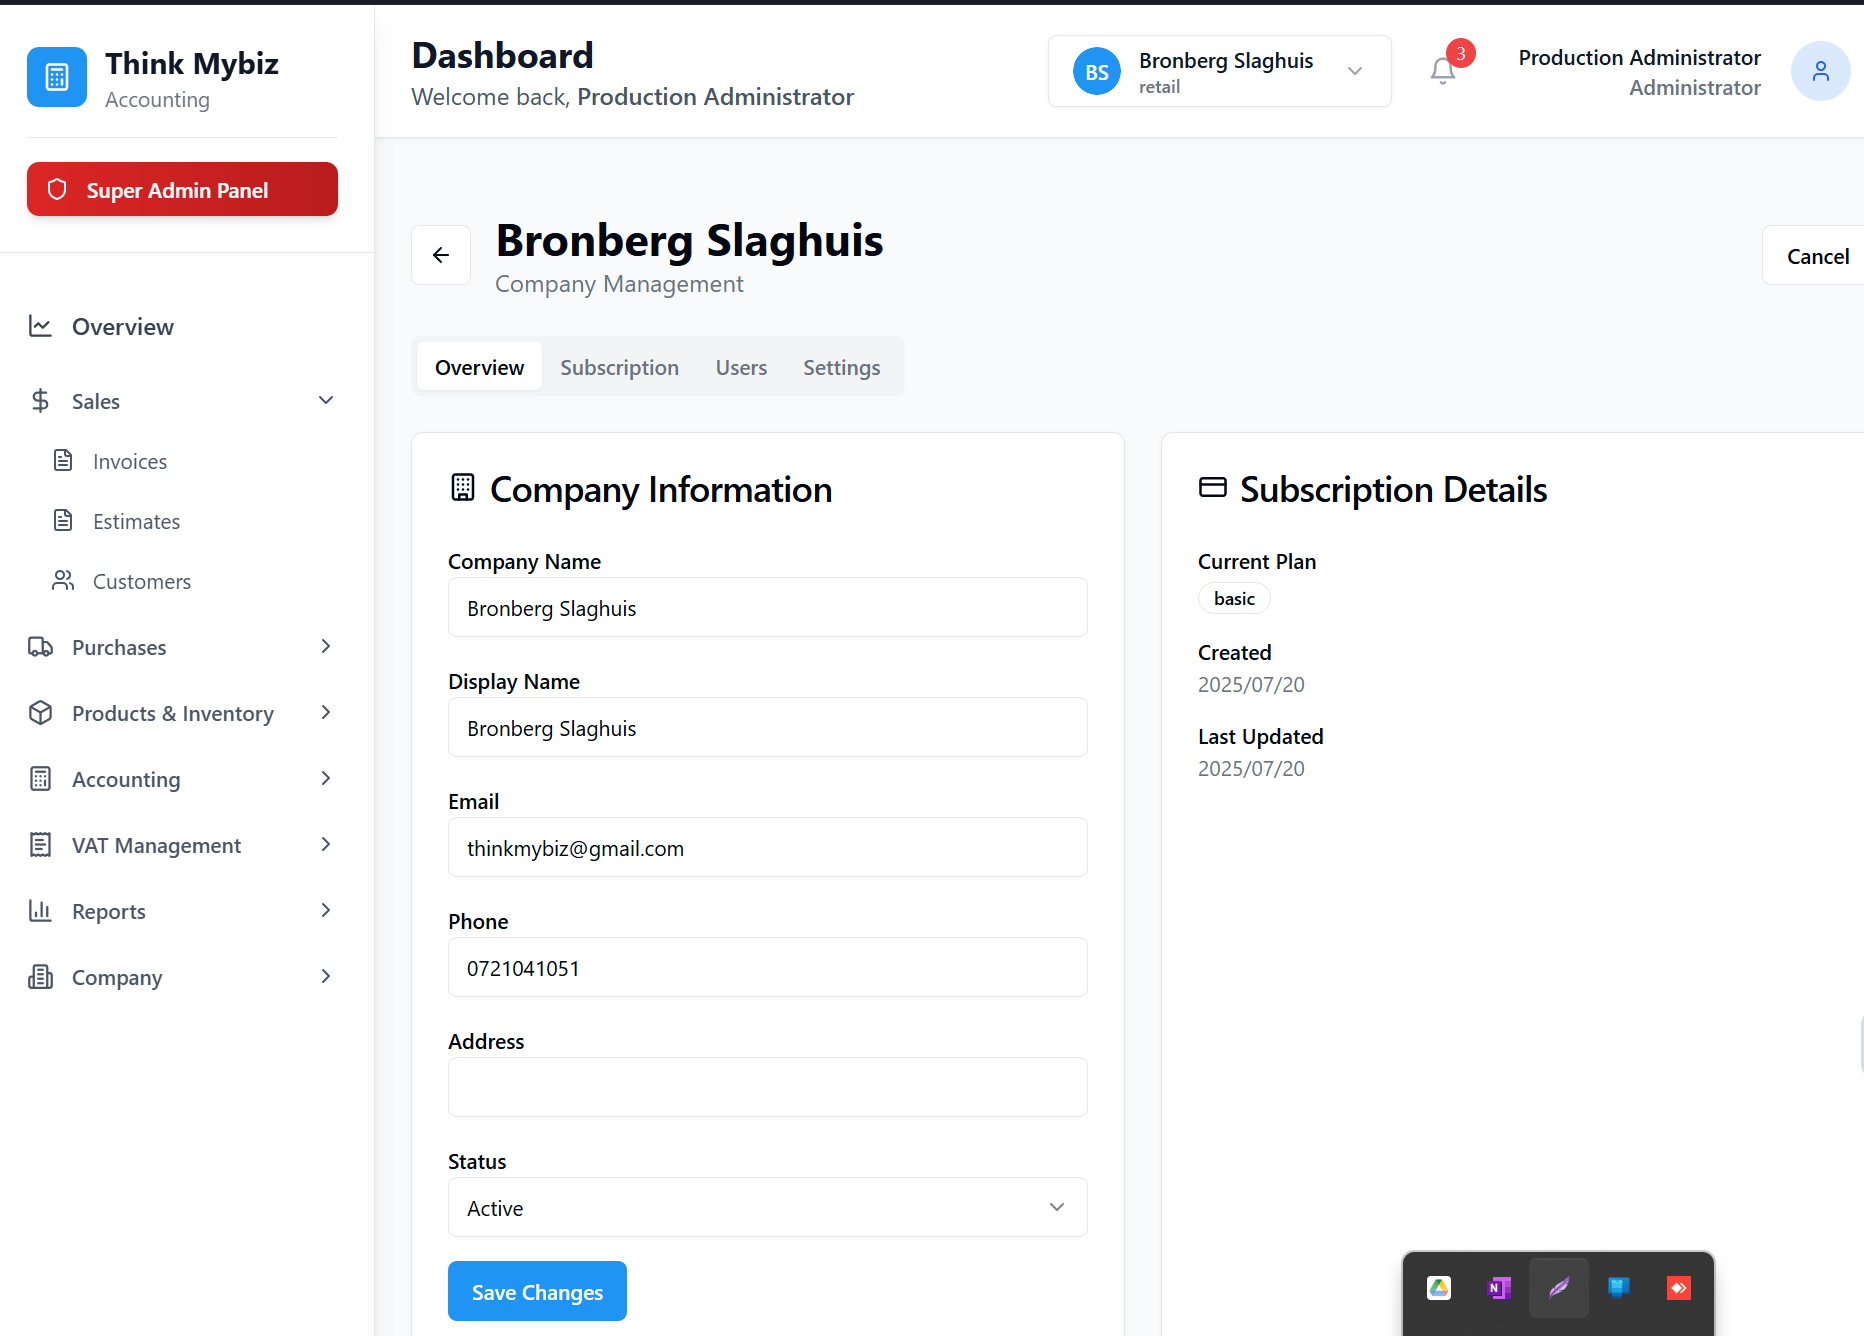 Think Mybiz
Accounting
Super Admin Panel
Overview
Sales
Invoices
Estimates
Customers
Purchases
Products & Inventory
Accounting
VAT Management
Reports
Company
Dashboard
Welcome back, Production Administrator
BS
Bronberg Slaghuis
retail
3
Production Administrator
Administrator
Bronberg Slaghuis
Company Management
Cancel
Overview
Subscription
Users
Settings
Company Information
Company Name
Bronberg Slaghuis
Display Name
Bronberg Slaghuis
Email
thinkmybiz@gmail.com
Phone
0721041051
Address
Status
Active
Save Changes
Subscription Details
Current Plan
basic
Created
2025/07/20
Last Updated
2025/07/20
N